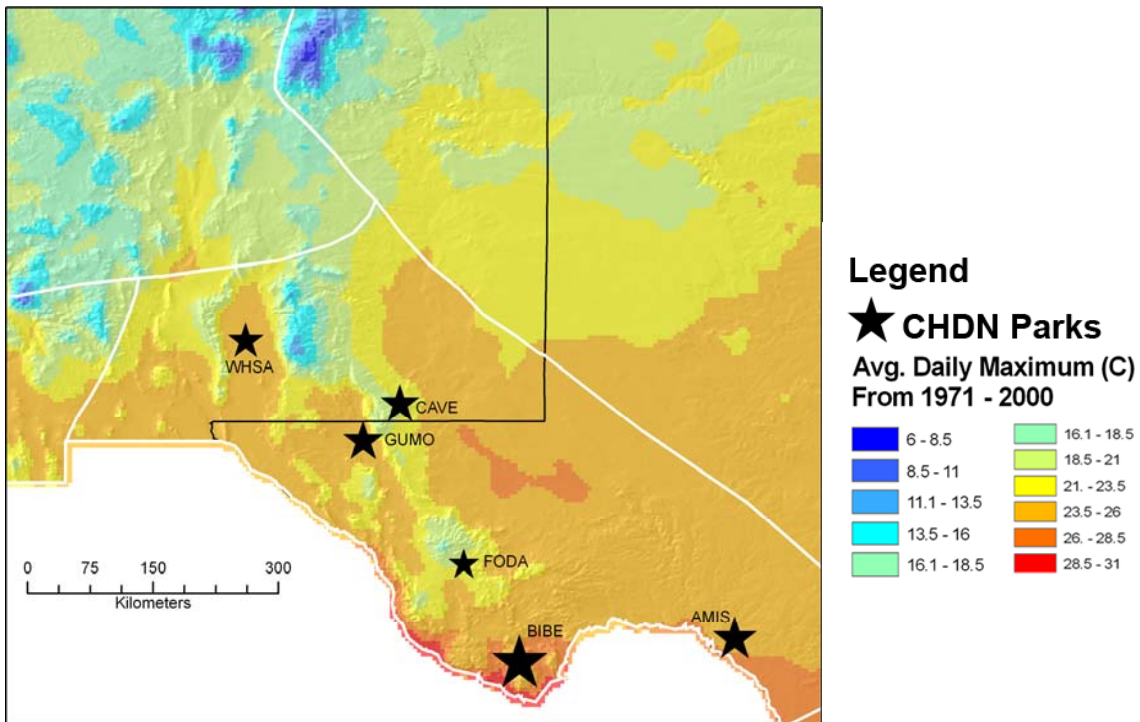 WHSA
CAVE
GUMO
FODA
BIBE
AMIS
0 75 150 300
Kilometers
Legend
CHDN Parks
Avg. Daily Maximum (C)
From 1971 - 2000
6 - 8.5
8.5 - 11
11.1 - 13.5
13.5 - 16
16.1 - 18.5
16.1 - 18.5
18.5 - 21
21. - 23.5
23.5 - 26
26. - 28.5
28.5 - 31